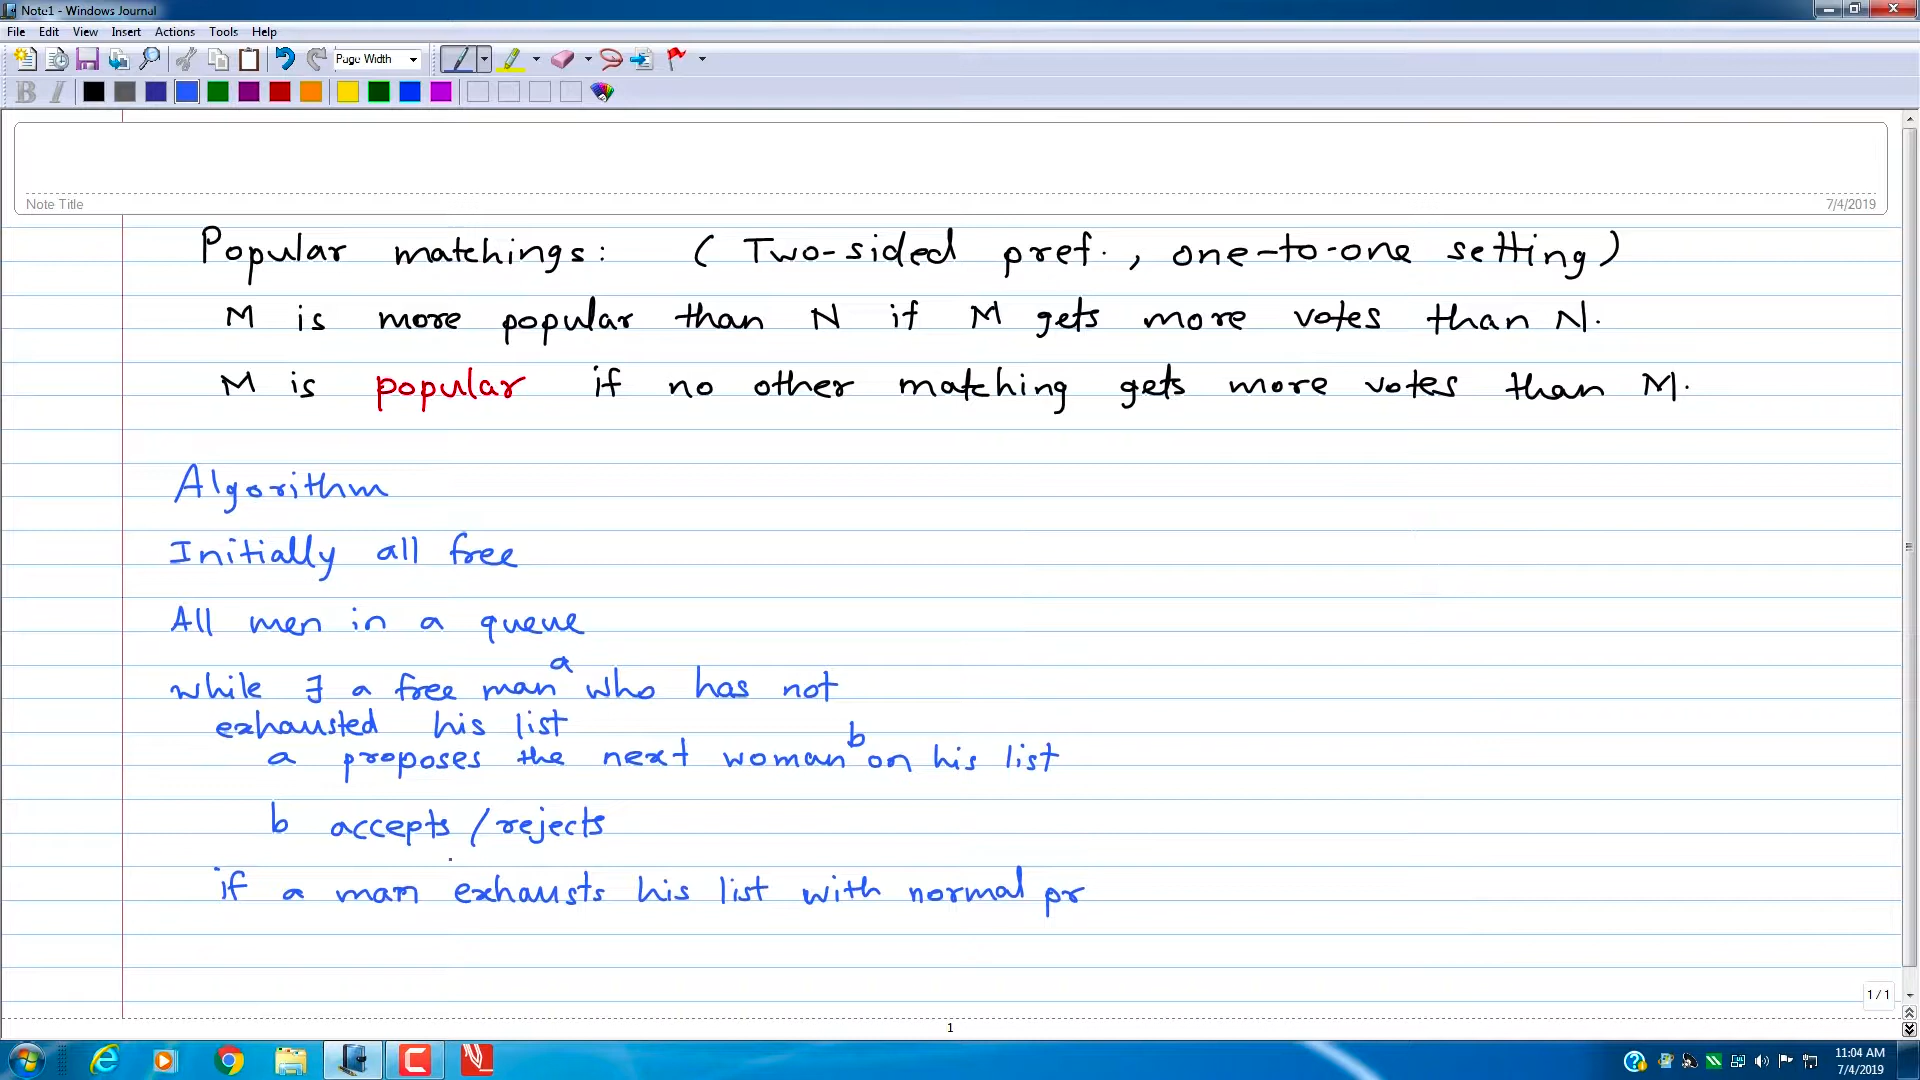 Note1 - Windows Journal
File Edit View Insert Actions Tools Help
Page Width
B I
Note Title
7/4/2019
Popular matchings: (Two-sided pref., one-to-one setting)
M is more popular than N if M gets more votes than N.
M is popular if no other matching gets more votes than M.
Algorithm
Initially all free
All men in a queue
while ∃ a free man a who has not
exhausted his list
a proposes the next woman b on his list
b accepts / rejects
if a man exhausts his list with normal pr
1 / 1
1
11:04 AM
7/4/2019